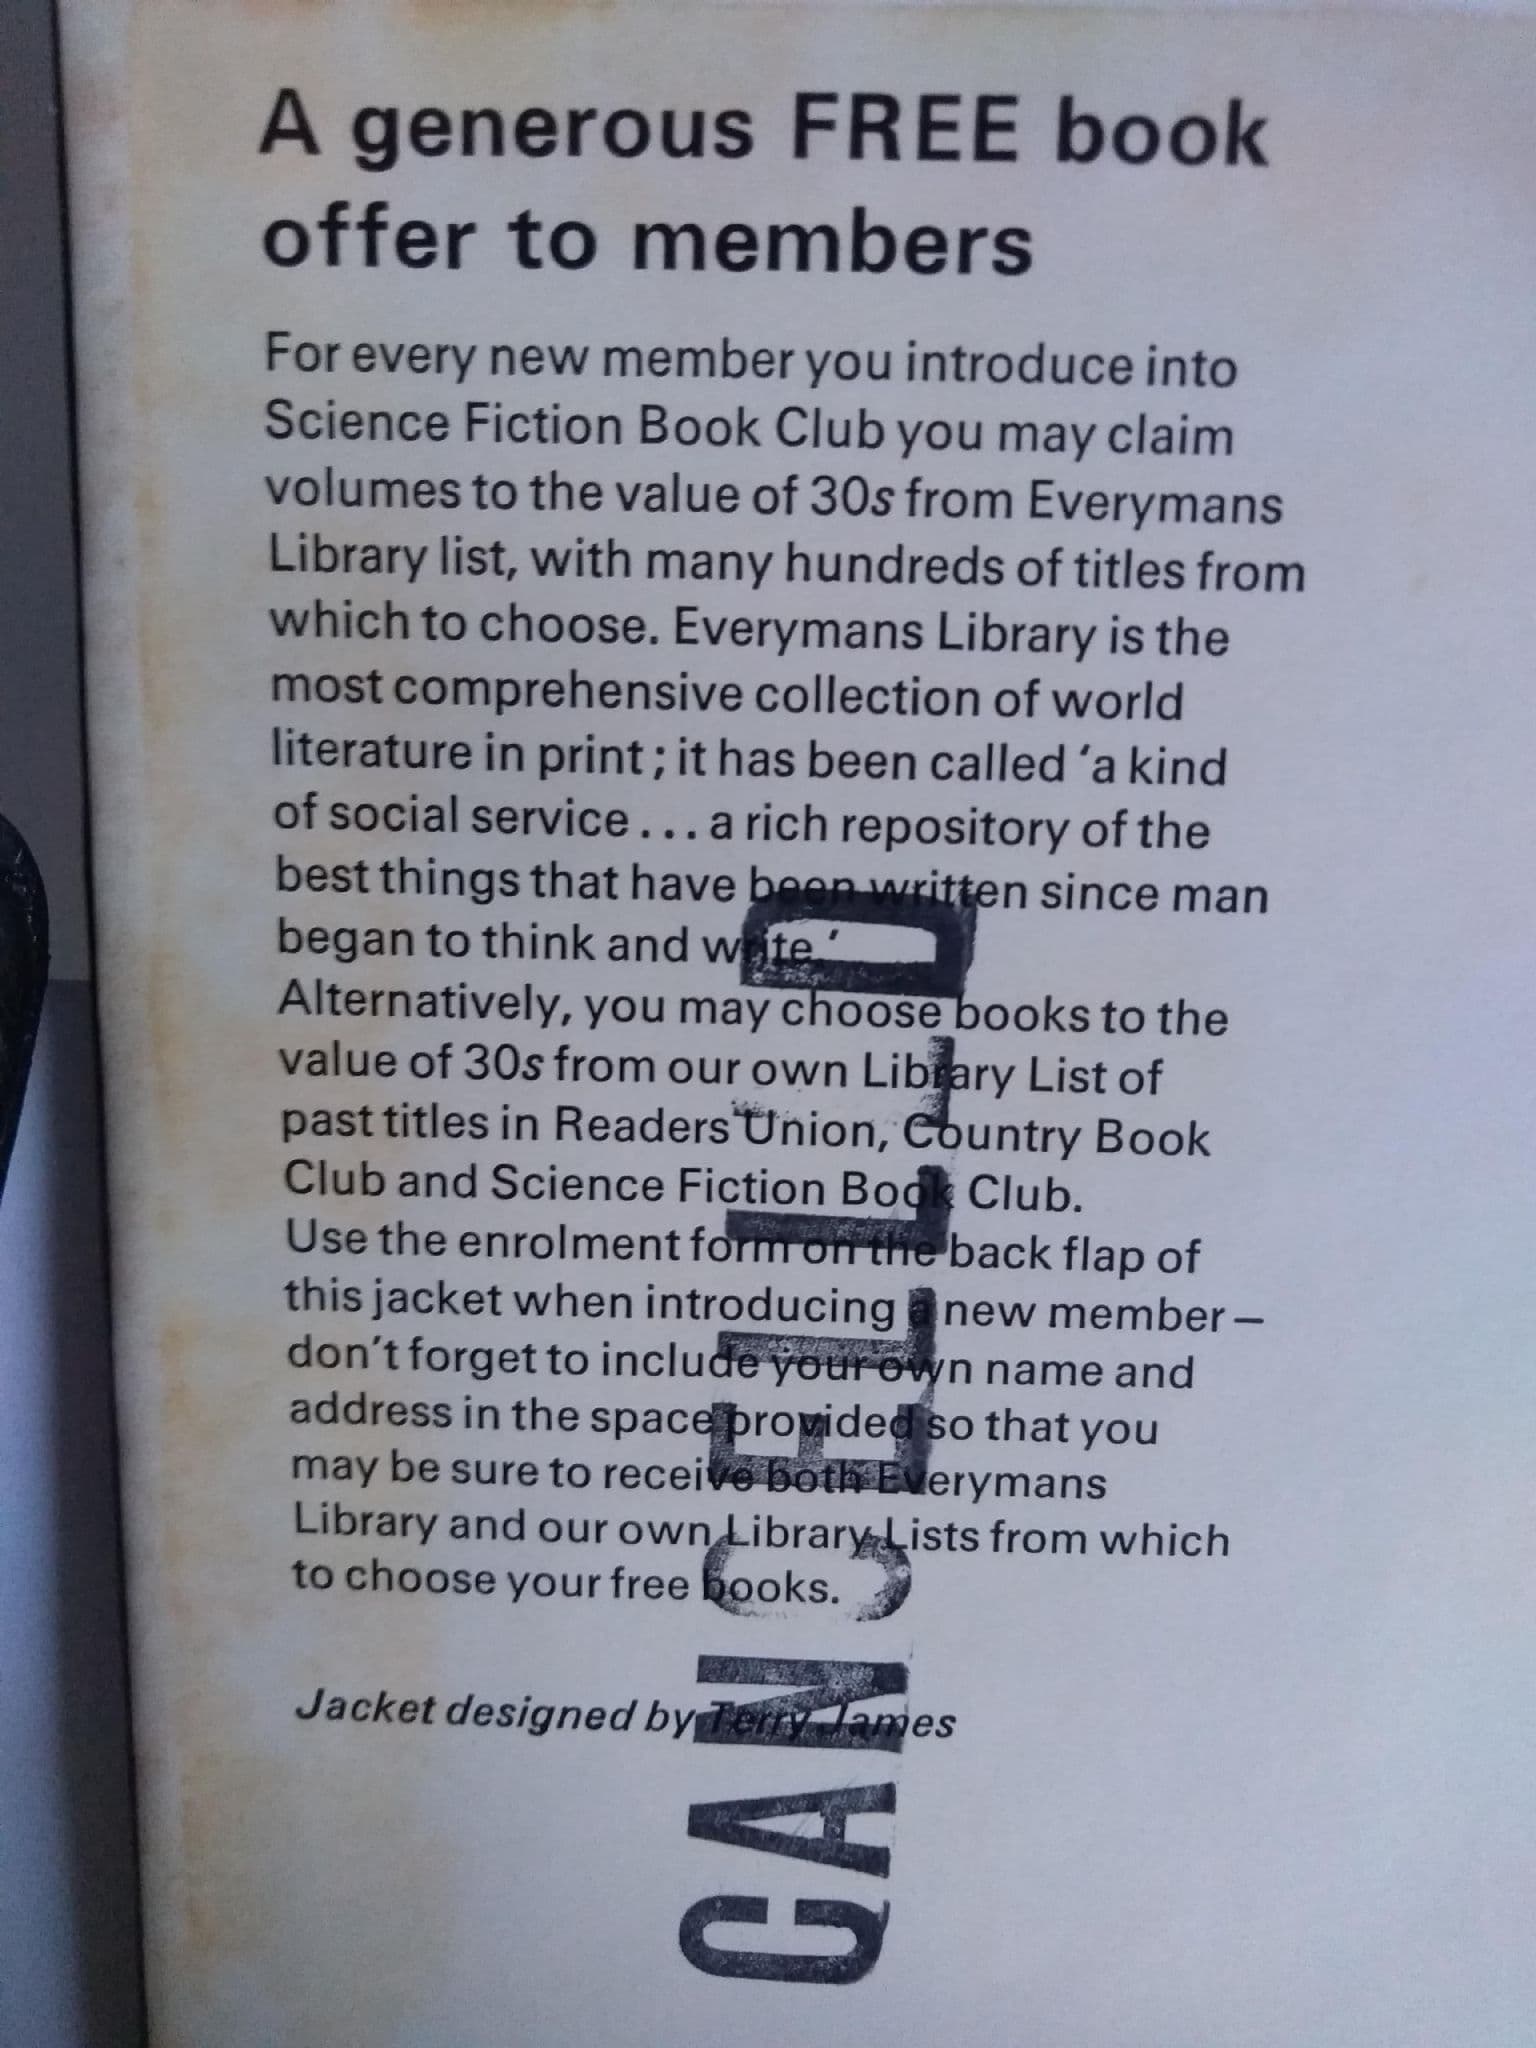 A generous FREE book
offer to members
For every new member you introduce into
Science Fiction Book Club you may claim
volumes to the value of 30s from Everymans
Library list, with many hundreds of titles from
which to choose. Everymans Library is the
most comprehensive collection of world
literature in print; it has been called ‘a kind
of social service... a rich repository of the
best things that have been written since man
began to think and write.’
Alternatively, you may choose books to the
value of 30s from our own Library List of
past titles in Readers Union, Country Book
Club and Science Fiction Book Club.
Use the enrolment form on the back flap of
this jacket when introducing a new member–
don’t forget to include your own name and
address in the space provided so that you
may be sure to receive both Everymans
Library and our own Library Lists from which
to choose your free books.
Jacket designed by Terry James
CANCELLED